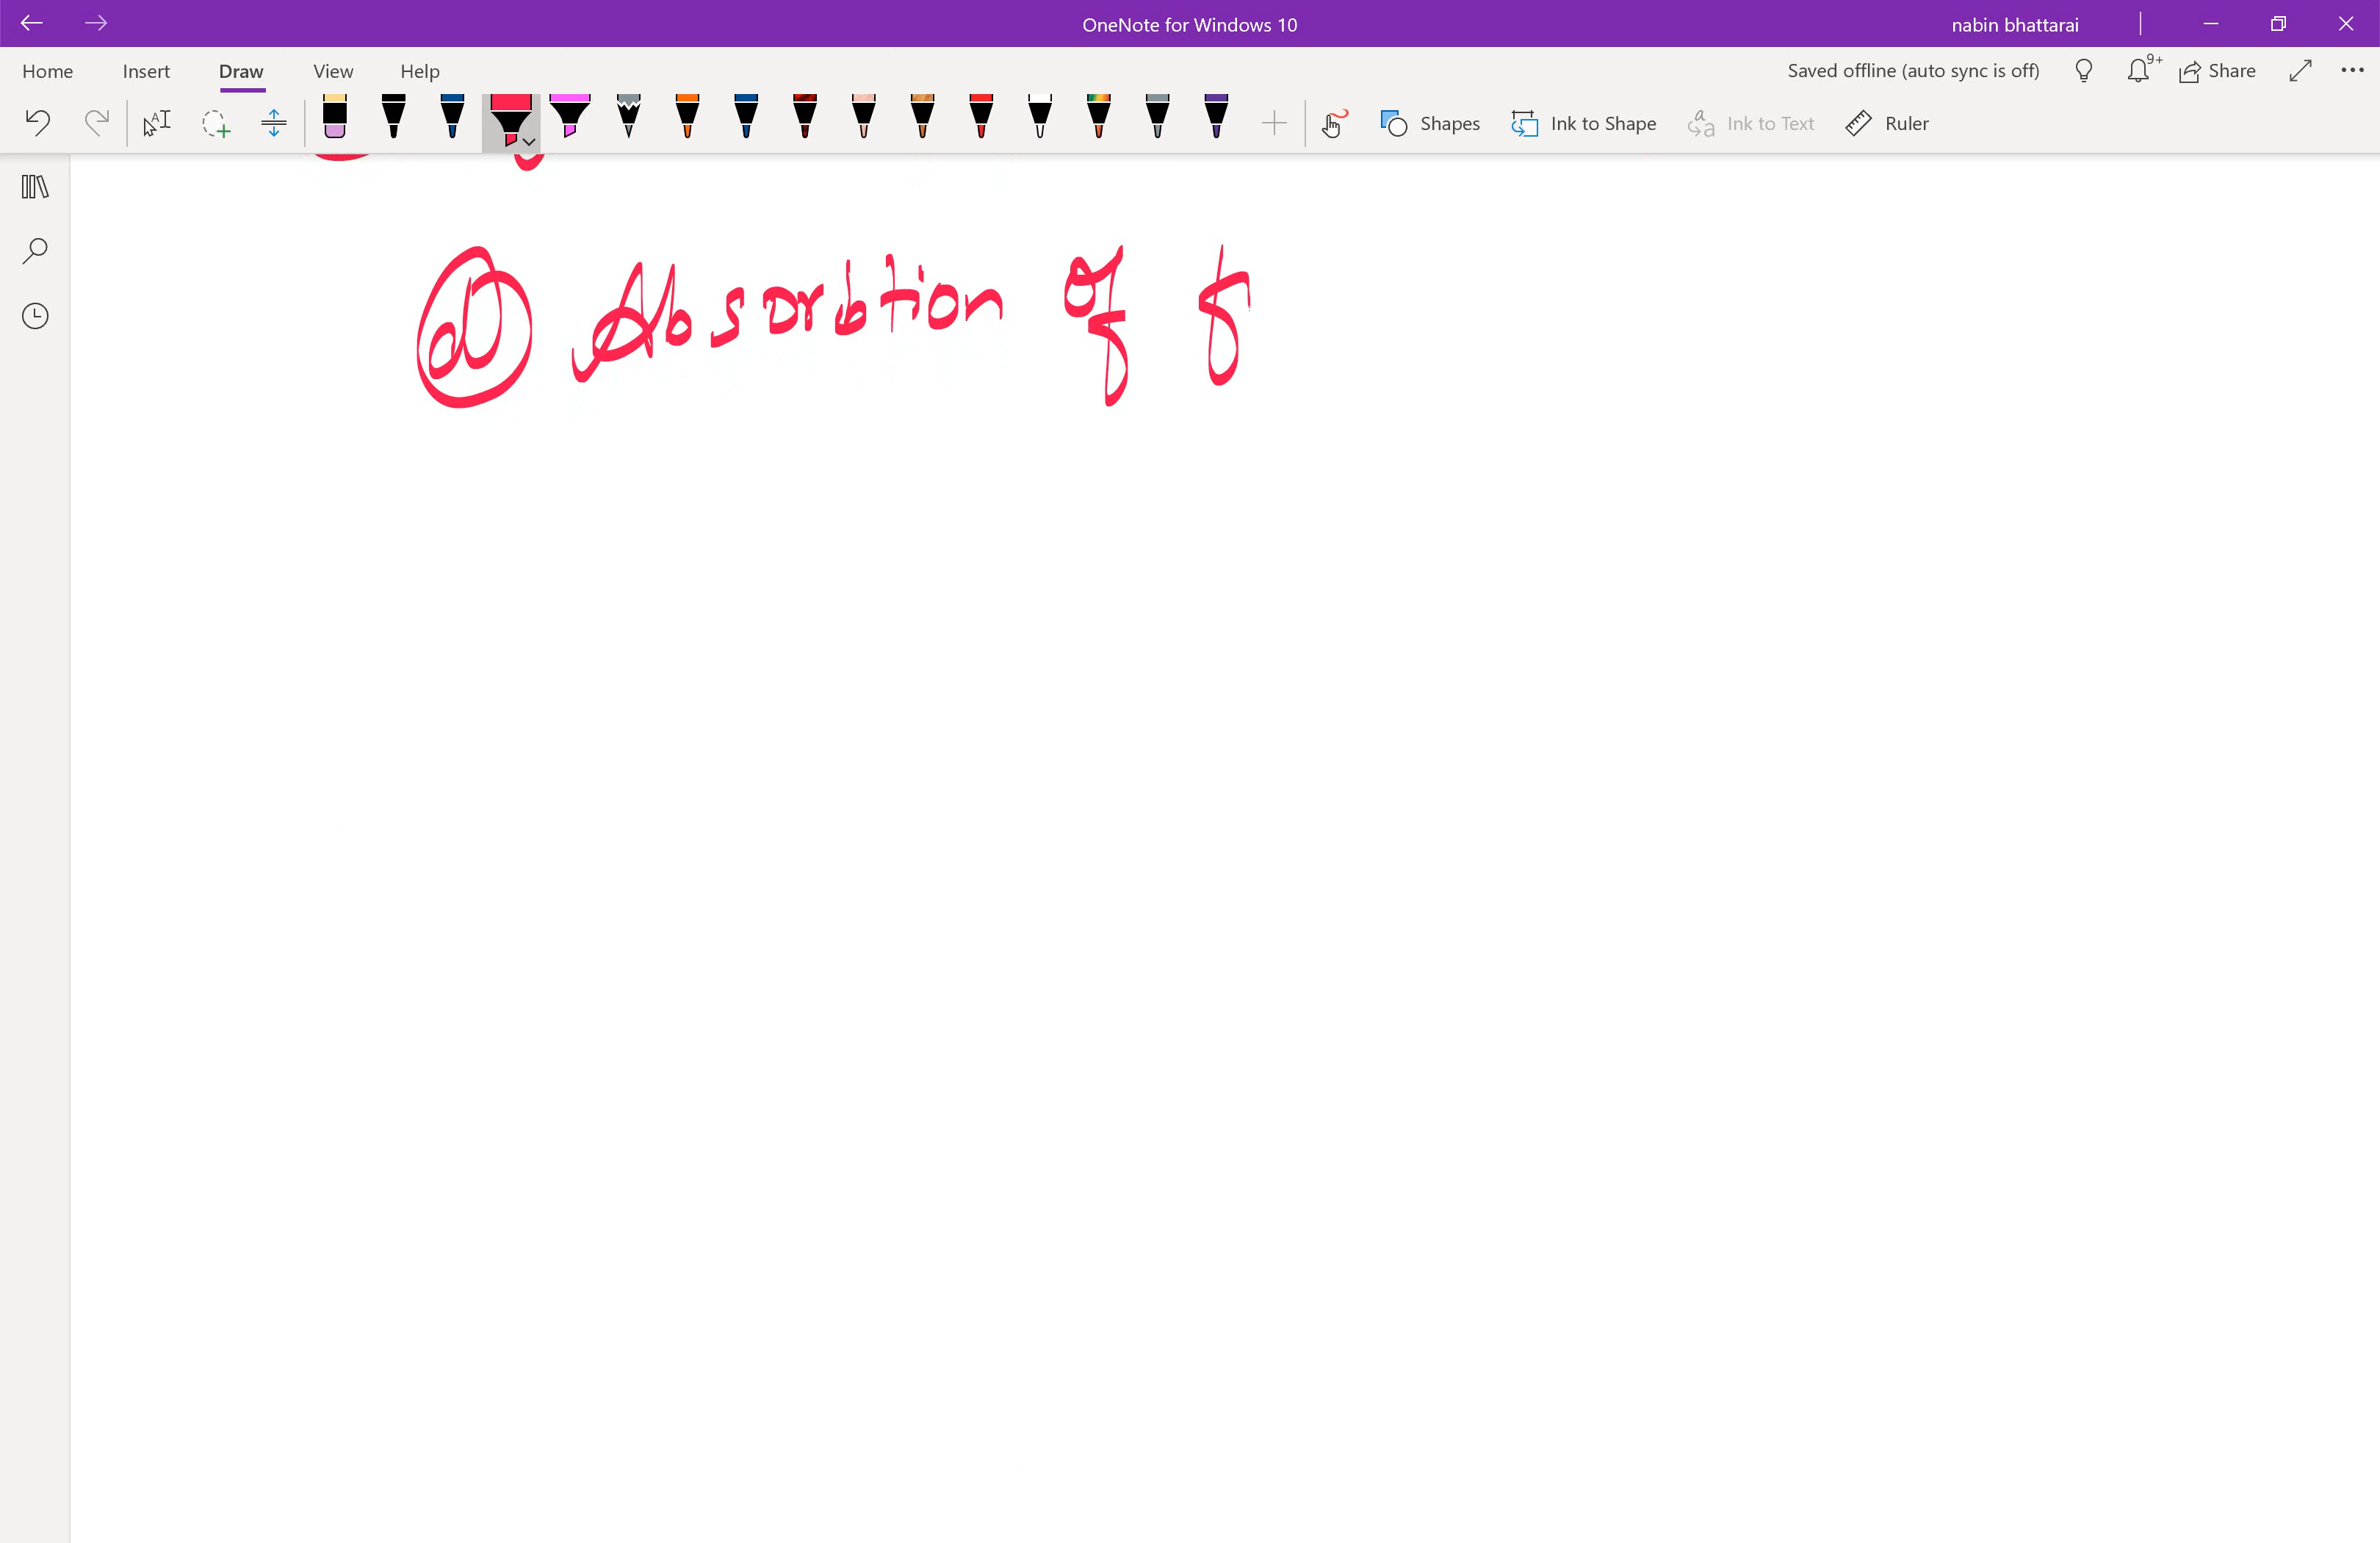 OneNote for Windows 10
nabin bhattarai
Home Insert Draw View Help
Saved offline (auto sync is off)
9+
Share
Shapes
Ink to Shape
Ink to Text
Ruler
d Absorbtion of f